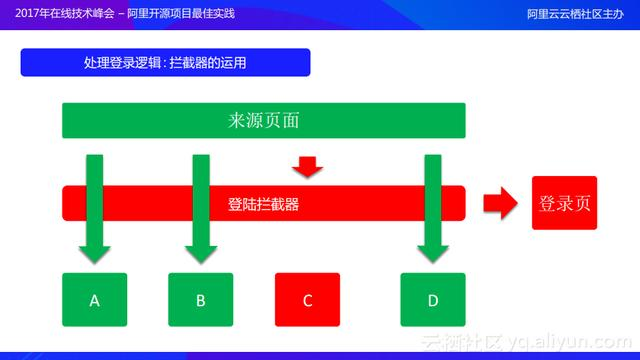 2017年在线技术峰会 – 阿里开源项目最佳实践
阿里云云栖社区主办
处理登录逻辑：拦截器的运用
来源页面
登陆拦截器
登录页
A
B
C
D
云栖社区 yq.aliyun.com